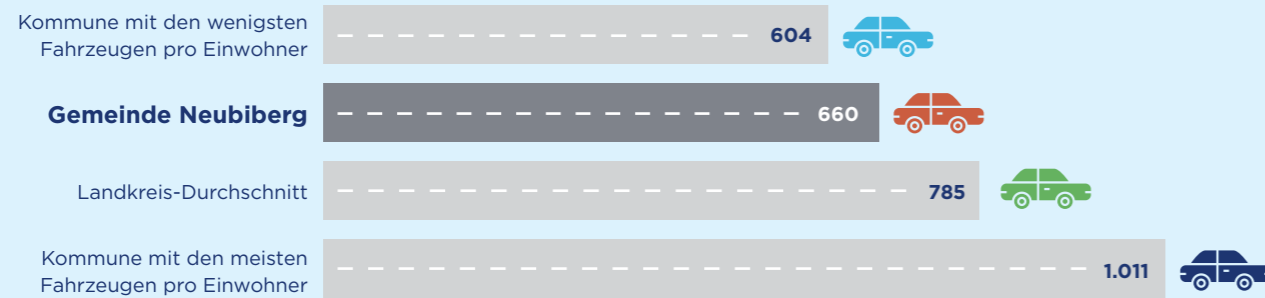 Kommune mit den wenigsten
Fahrzeugen pro Einwohner
604
Gemeinde Neubiberg
660
Landkreis-Durchschnitt
785
Kommune mit den meisten
Fahrzeugen pro Einwohner
1.011